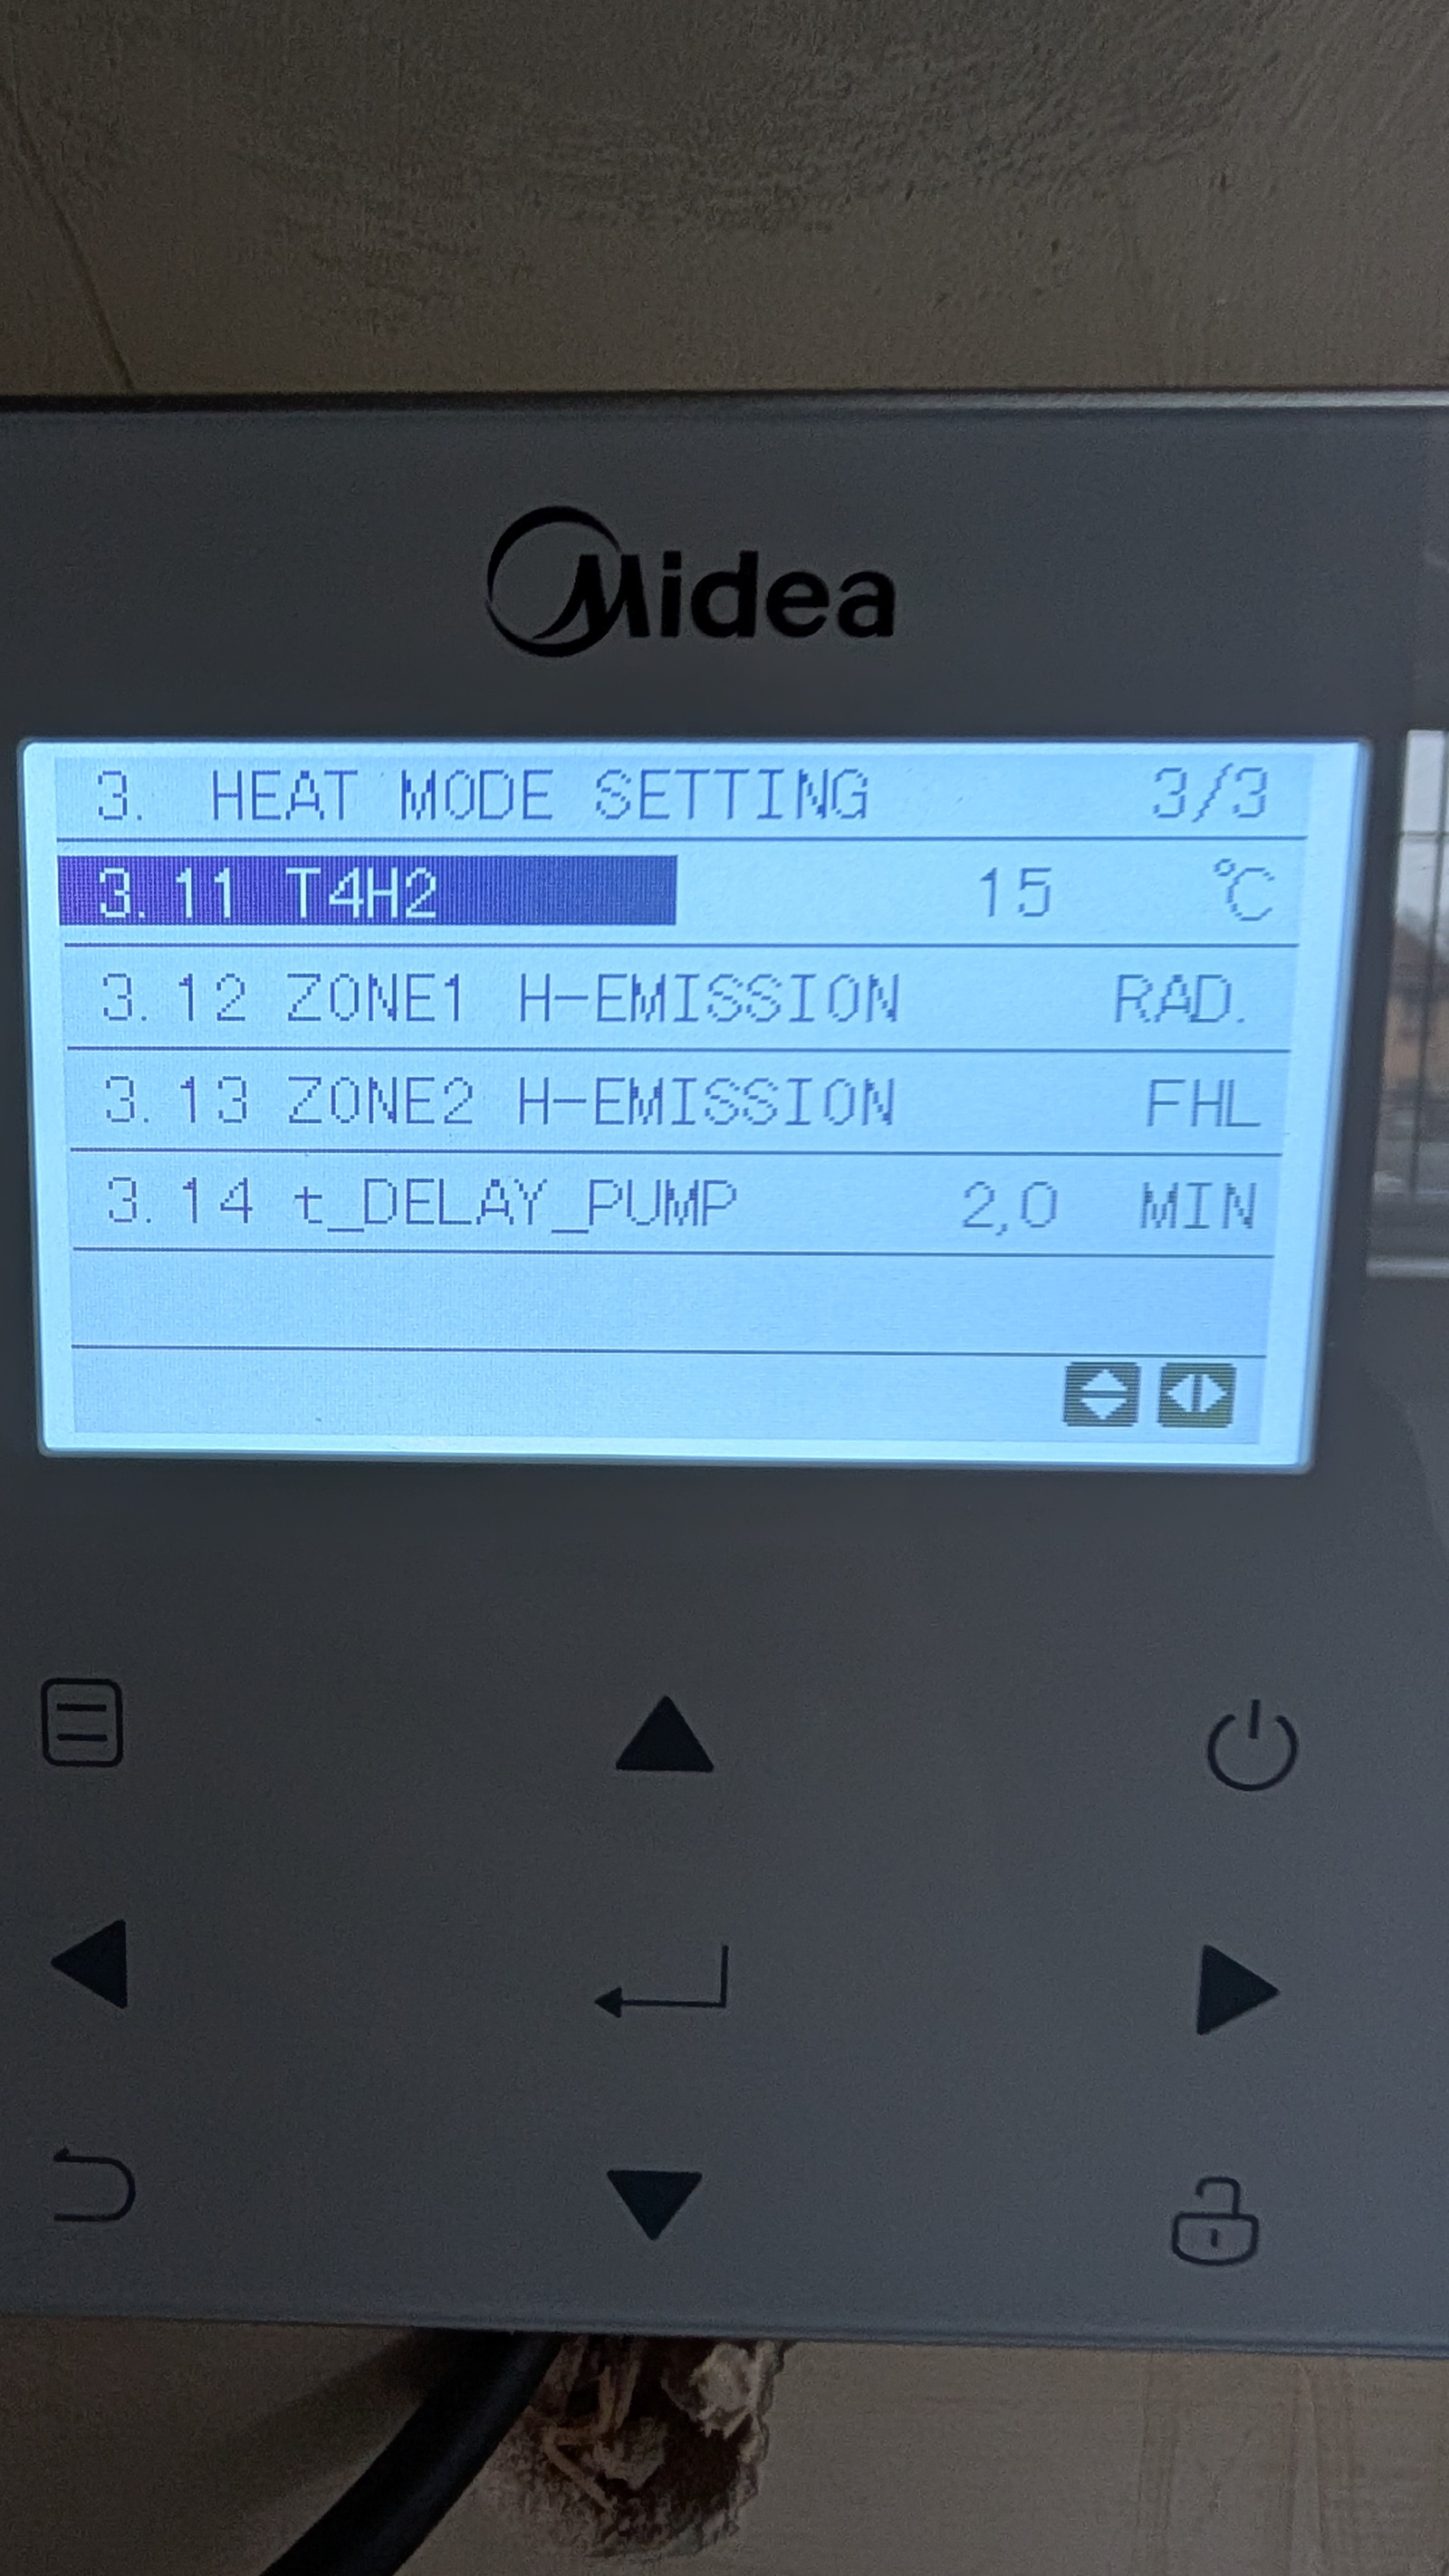 Midea
3. HEAT MODE SETTING 3/3
3.11 T4H2 15 °C
3.12 ZONE1 H-EMISSION RAD.
3.13 ZONE2 H-EMISSION FHL
3.14 t_DELAY_PUMP 2,0 MIN